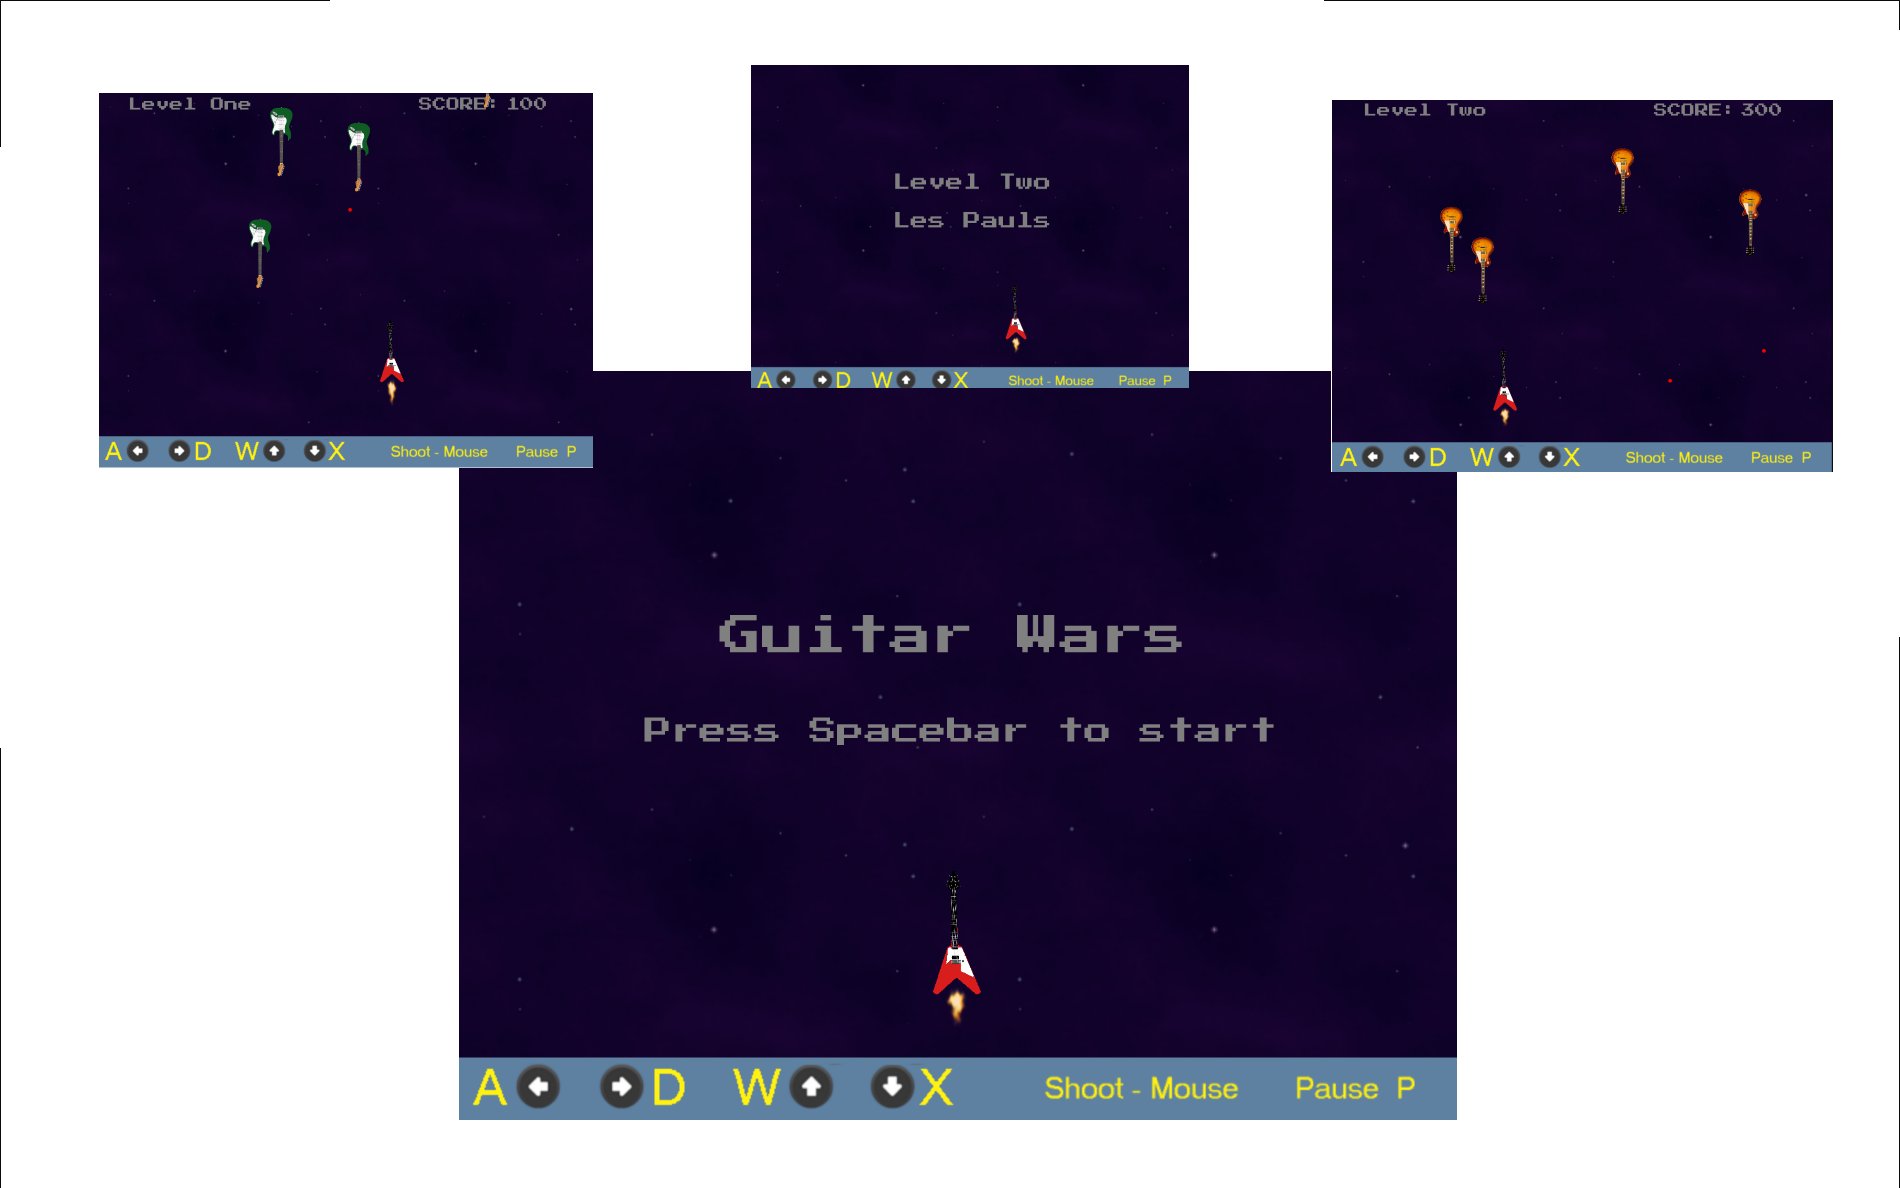 Level One SCORE: 100
A D W X Shoot - Mouse Pause P
Level Two
Les Pauls
A D W X Shoot - Mouse Pause P
Level Two SCORE: 300
A D W X Shoot - Mouse Pause P
Guitar Wars
Press Spacebar to start
A D W X Shoot - Mouse Pause P